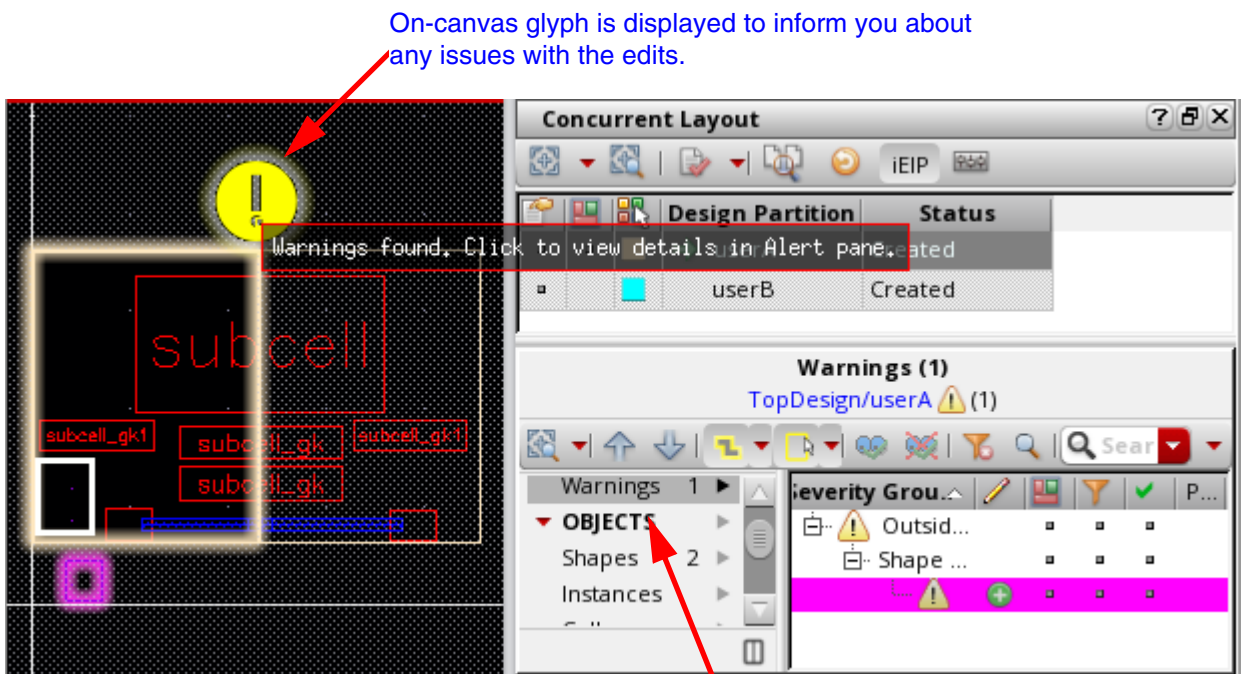 On-canvas glyph is displayed to inform you about
any issues with the edits.
Concurrent Layout
iEIP
Design Partition Status
Warnings found. Click to view details in Alert pane.
userB Created
subcell
Warnings (1)
TopDesign/userA (1)
subcell_gk1
subcell_gk
subcell_gk1
subcell_gk
Sear
Warnings 1
everity Grou... P...
OBJECTS
Outsid...
Shapes 2
Shape ...
Instances